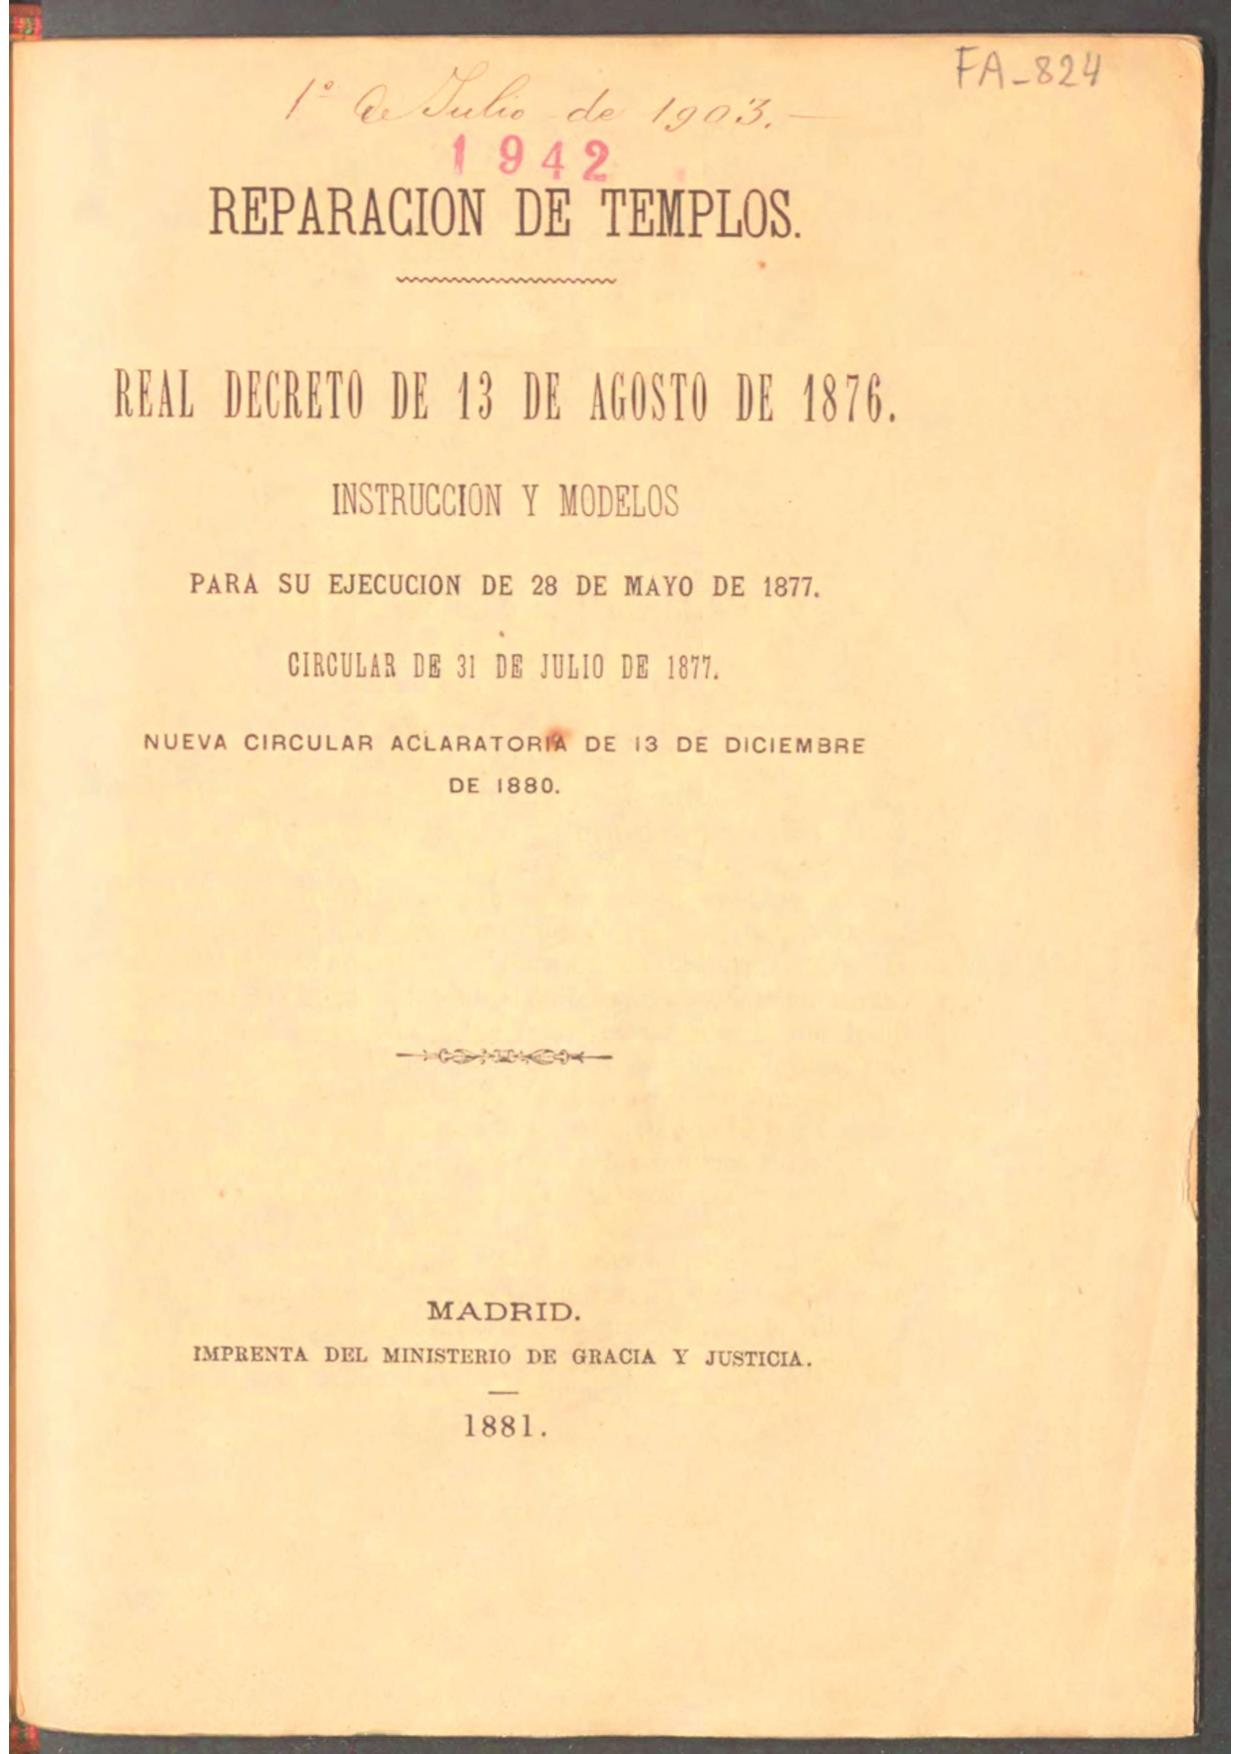 FA-824
1º de Julio de 1903.-
1942
REPARACION DE TEMPLOS.
REAL DECRETO DE 13 DE AGOSTO DE 1876.
INSTRUCCION Y MODELOS
PARA SU EJECUCION DE 28 DE MAYO DE 1877.
CIRCULAR DE 31 DE JULIO DE 1877.
NUEVA CIRCULAR ACLARATORIA DE 13 DE DICIEMBRE
DE 1880.
MADRID.
IMPRENTA DEL MINISTERIO DE GRACIA Y JUSTICIA.
1881.